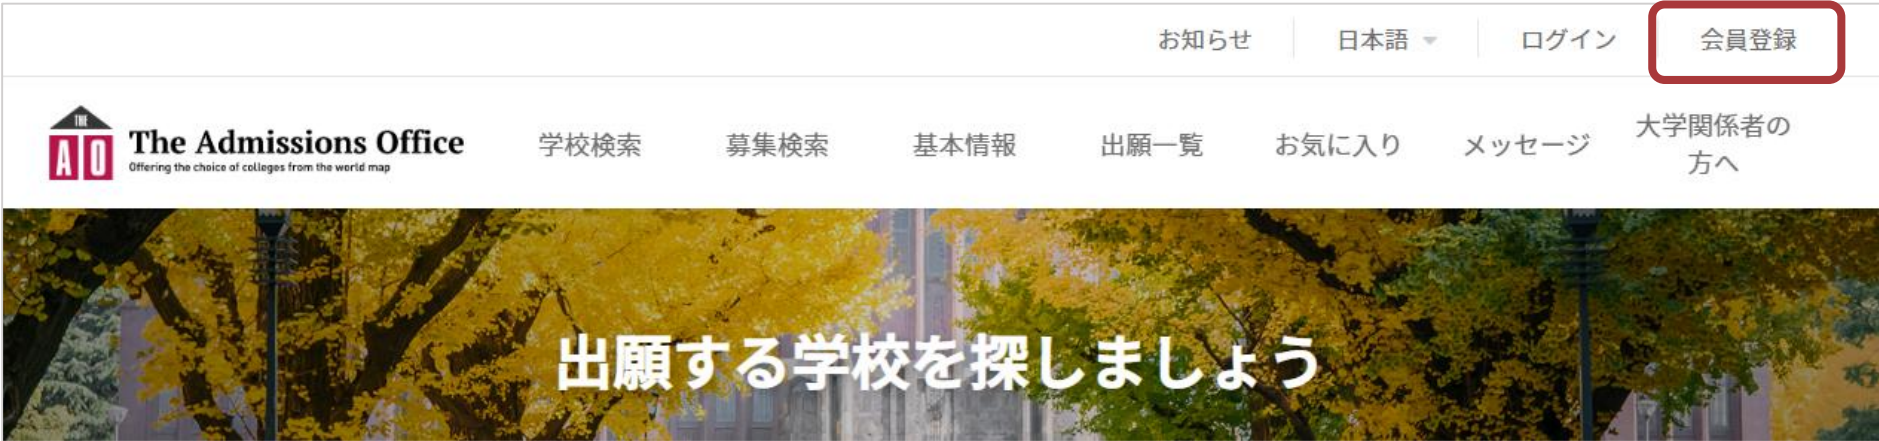 お知らせ
日本語
ログイン
会員登録
THE
AO
The Admissions Office
Offering the choice of colleges from the world map
学校検索
募集検索
基本情報
出願一覧
お気に入り
メッセージ
大学関係者の
方へ
出願する学校を探しましょう